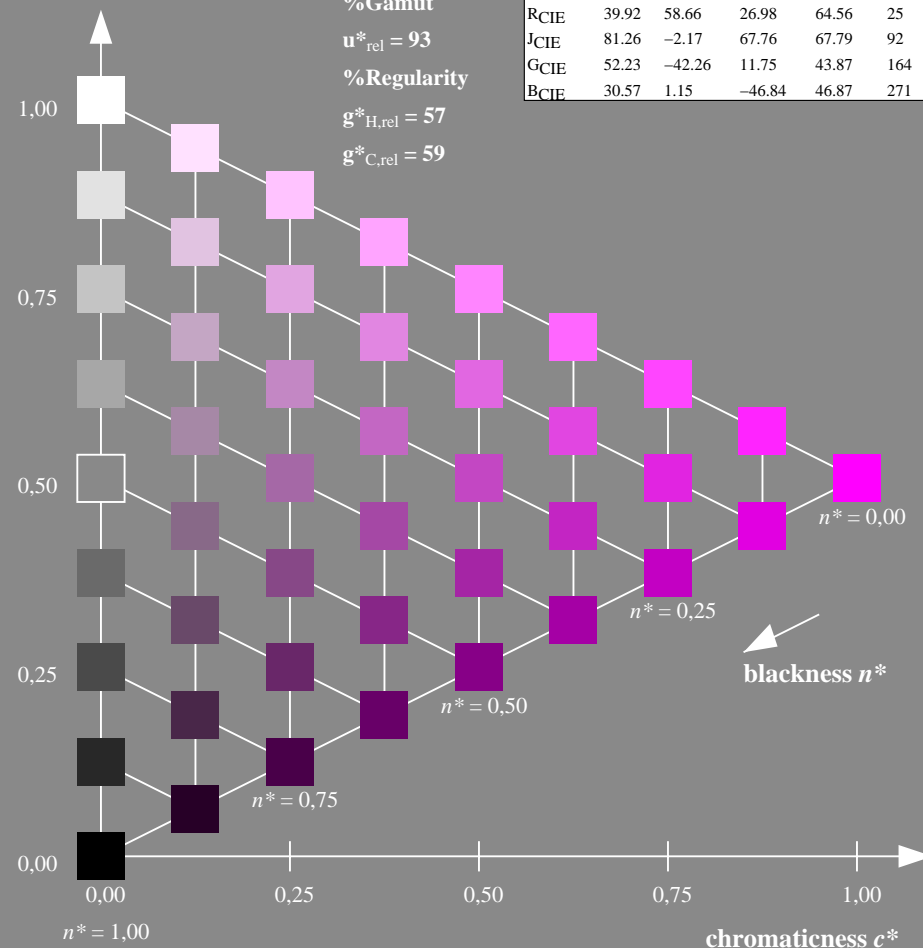 %Gamut
u*rel = 93
%Regularity
g*H,rel = 57
g*C,rel = 59
RCIE 39.92 58.66 26.98 64.56 25
JCIE 81.26 −2.17 67.76 67.79 92
GCIE 52.23 −42.26 11.75 43.87 164
BCIE 30.57 1.15 −46.84 46.87 271
1,00
0,75
0,50
n* = 0,00
n* = 0,25
blackness n*
0,25
n* = 0,50
n* = 0,75
0,00
0,00 0,25 0,50 0,75 1,00
n* = 1,00
chromaticness c*